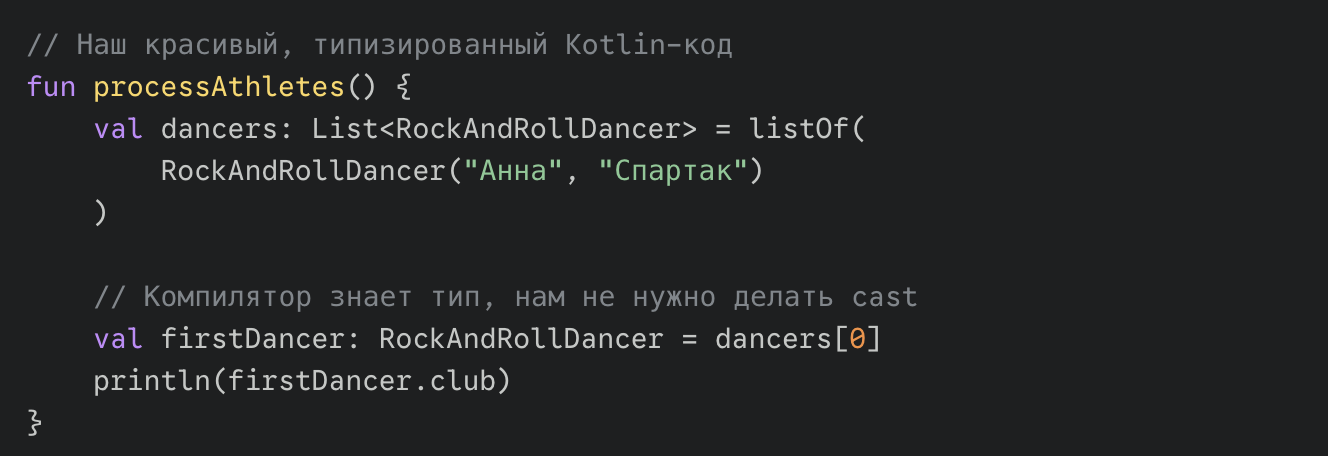 // Наш красивый, типизированный Kotlin-код
fun processAthletes() {
    val dancers: List<RockAndRollDancer> = listOf(
        RockAndRollDancer("Анна", "Спартак")
    )

    // Компилятор знает тип, нам не нужно делать cast
    val firstDancer: RockAndRollDancer = dancers[0]
    println(firstDancer.club)
}